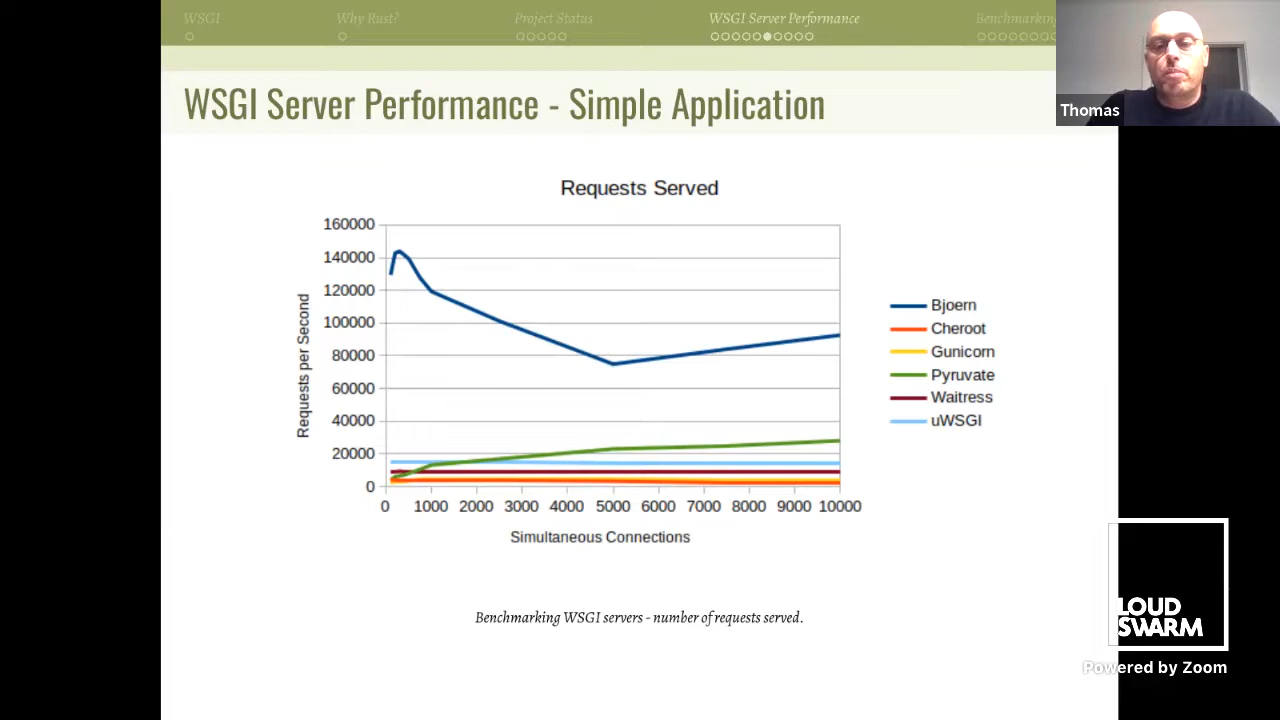 WSGI
Why Rust?
Project Status
WSGI Server Performance
Benchmarking
Thomas
WSGI Server Performance - Simple Application
Requests Served
160000
140000
120000
100000
80000
60000
40000
20000
0
Requests per Second
0 1000 2000 3000 4000 5000 6000 7000 8000 9000 10000
Simultaneous Connections
Bjoern
Cheroot
Gunicorn
Pyruvate
Waitress
uWSGI
Benchmarking WSGI servers - number of requests served.
LOUD
SWARM
Powered by Zoom